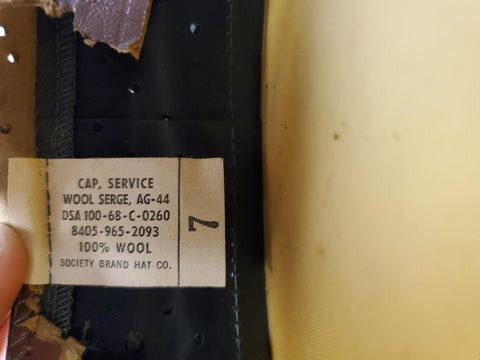 CAP, SERVICE
WOOL SERGE, AG-44
DSA 100-68-C-0260
8405-965-2093
100% WOOL
SOCIETY BRAND HAT CO.
7